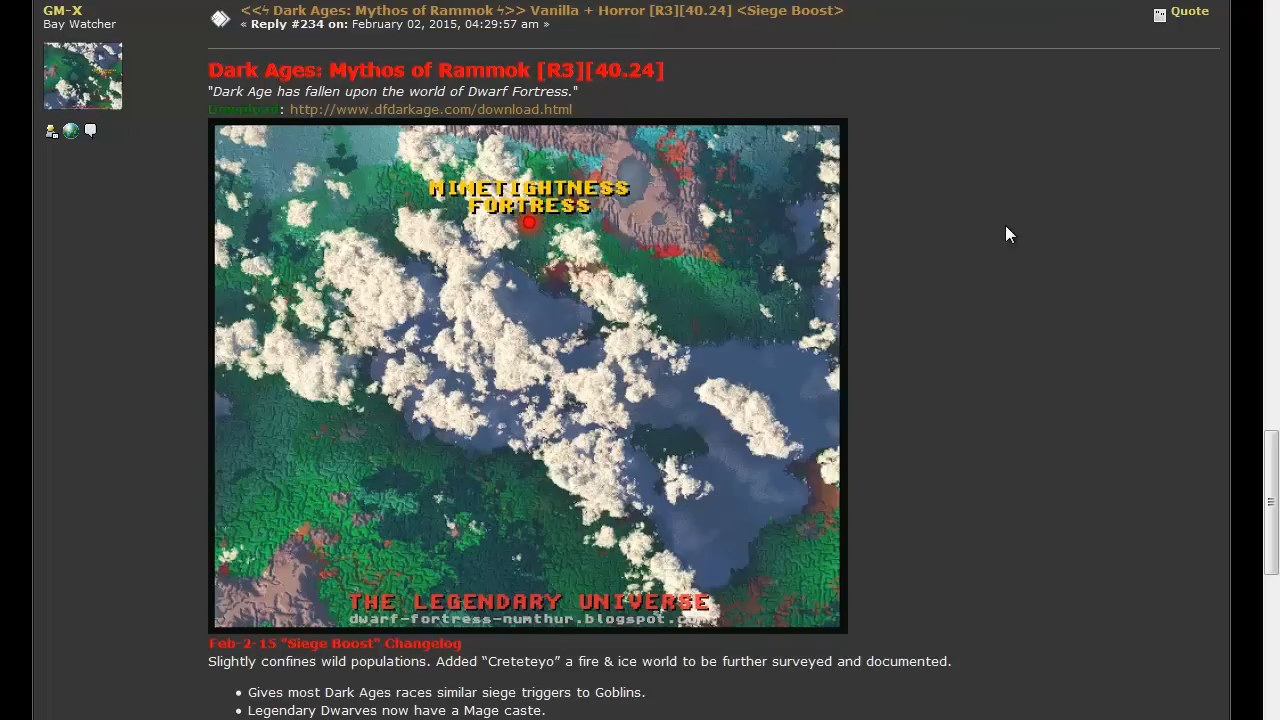 GM-X
Bay Watcher
<<ϟ Dark Ages: Mythos of Rammok ϟ>> Vanilla + Horror [R3][40.24] <Siege Boost>
« Reply #234 on: February 02, 2015, 04:29:57 am »
Quote
Dark Ages: Mythos of Rammok [R3][40.24]
"Dark Age has fallen upon the world of Dwarf Fortress."
Download: http://www.dfdarkage.com/download.html
MINETIGHTNESS
FORTRESS
THE LEGENDARY UNIVERSE
dwarf-fortress-numthur.blogspot.com
Feb-2-15 "Siege Boost" Changelog
Slightly confines wild populations. Added “Creteteyo” a fire & ice world to be further surveyed and documented.
• Gives most Dark Ages races similar siege triggers to Goblins.
• Legendary Dwarves now have a Mage caste.